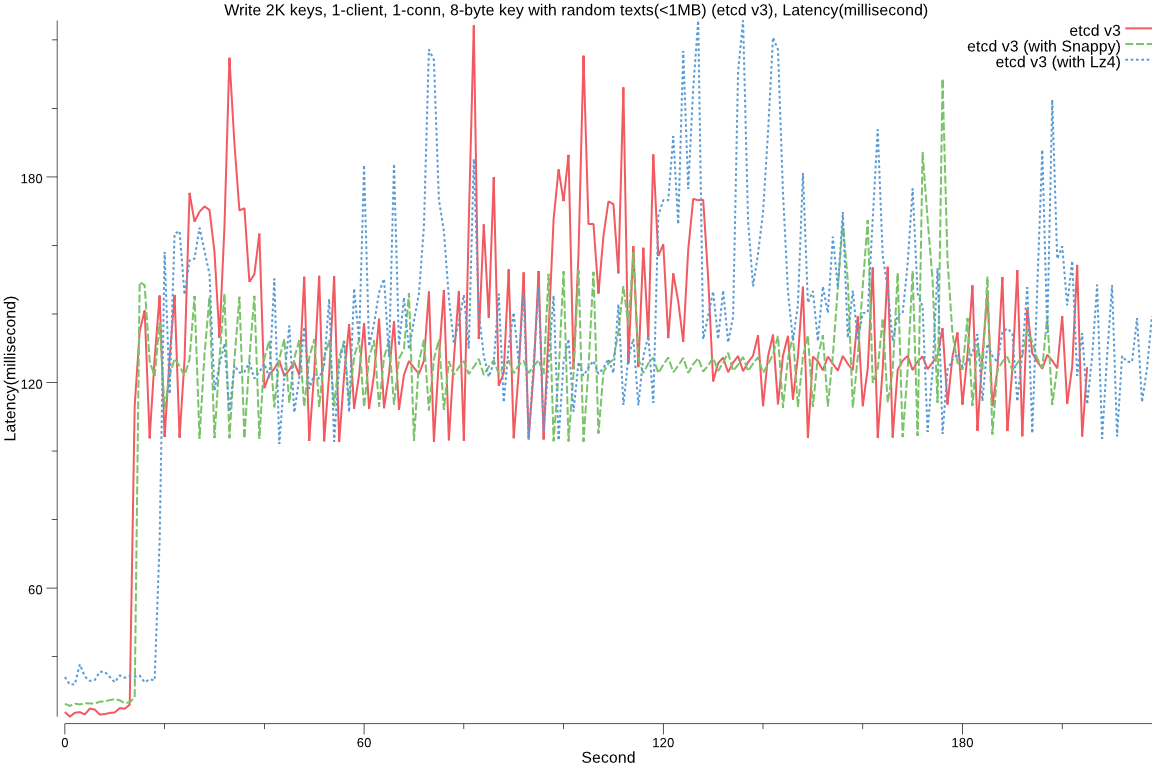 Write 2K keys, 1-client, 1-conn, 8-byte key with random texts(<1MB) (etcd v3), Latency(millisecond)
etcd v3
etcd v3 (with Snappy)
etcd v3 (with Lz4)
180
120
60
Latency(millisecond)
0 60 120 180
Second